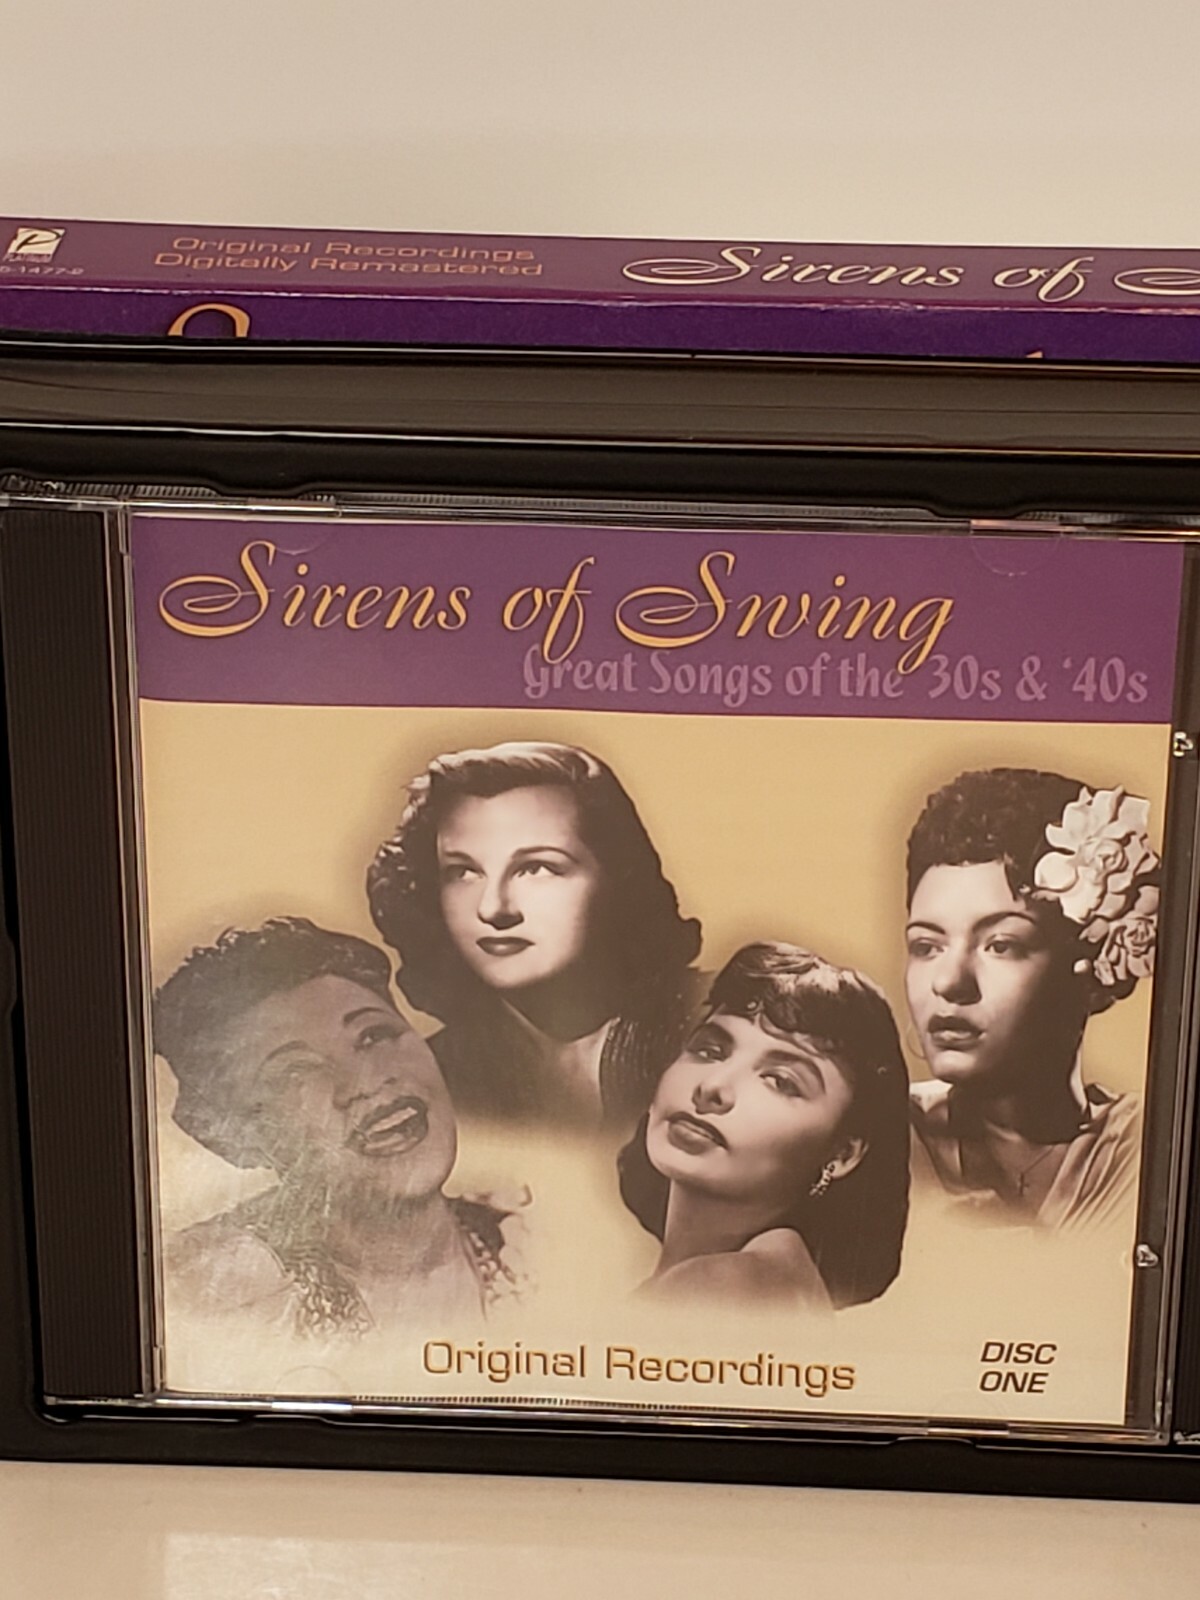 PLATINUM
Original Recordings
Digitally Remastered
Sirens of
Sirens of Swing
Great Songs of the '30s & '40s
Original Recordings
DISC
ONE